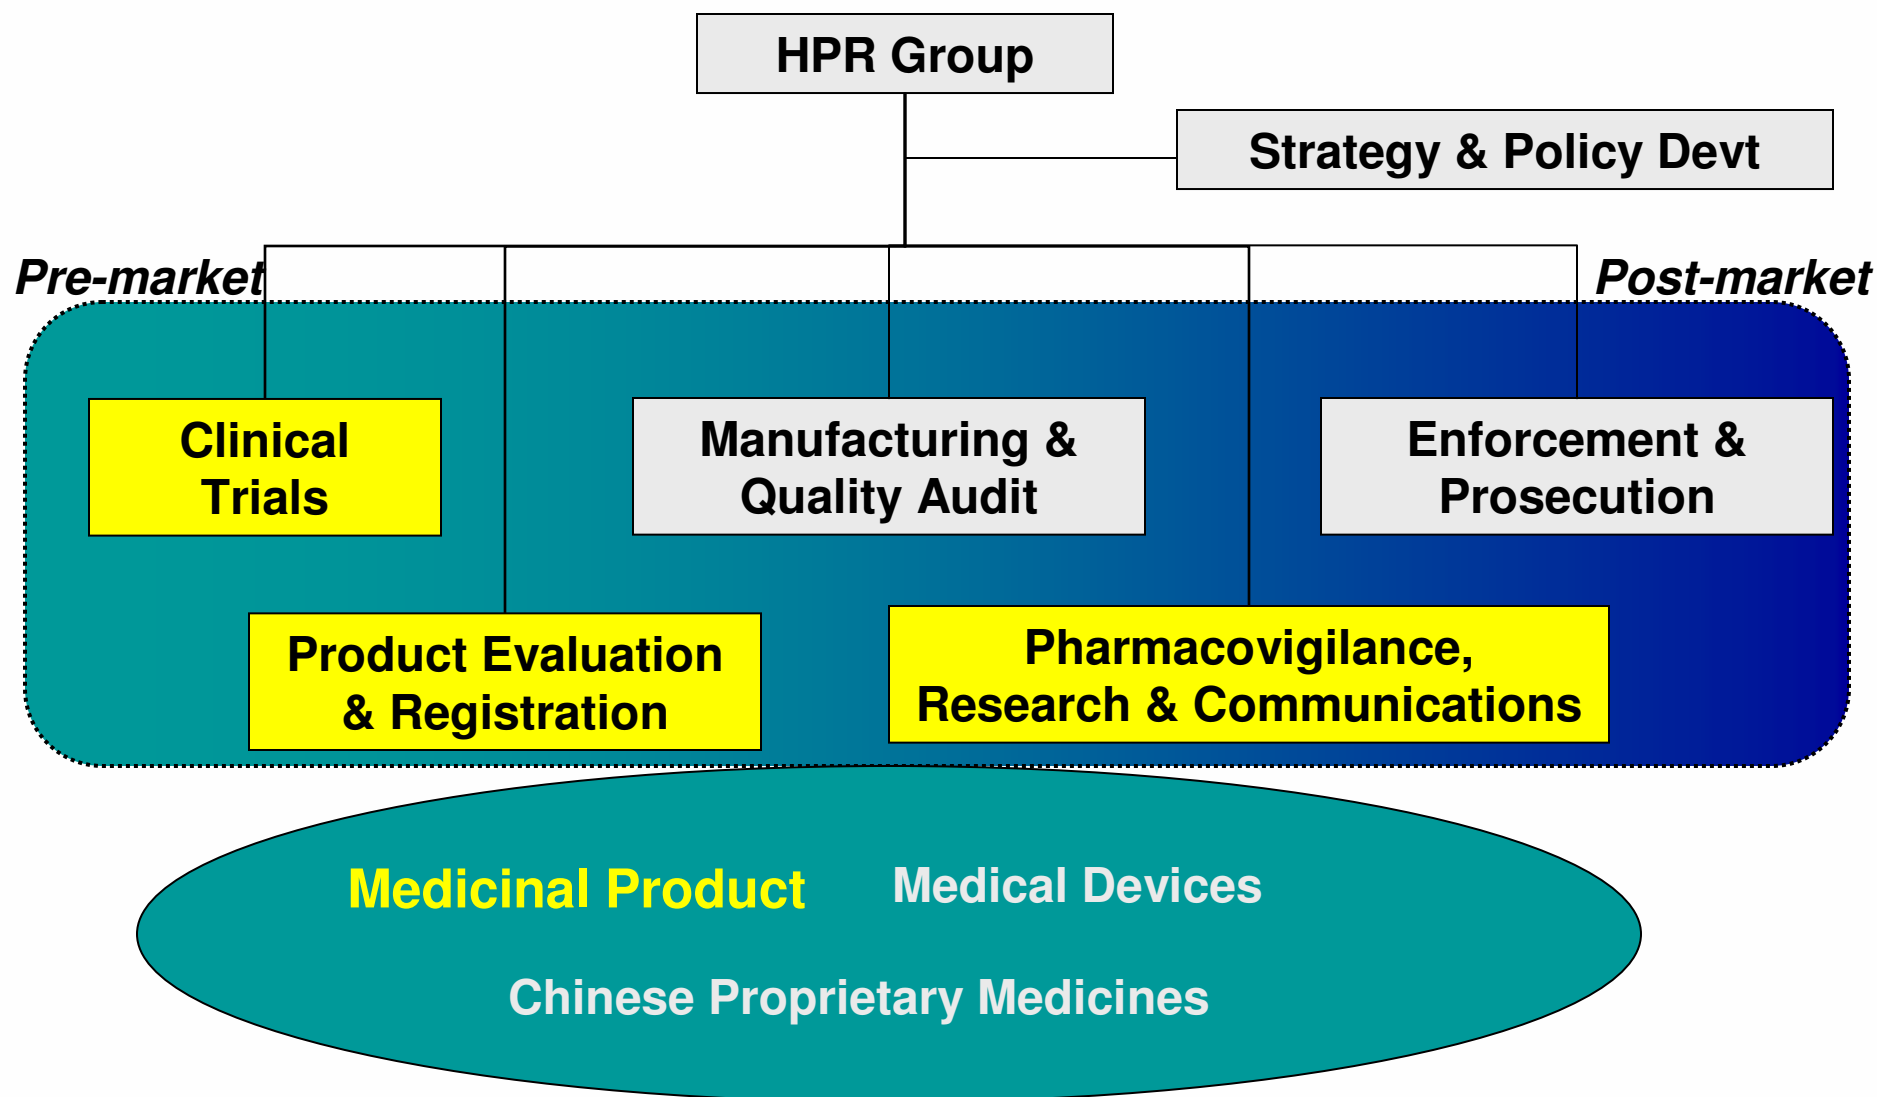 HPR Group
Strategy & Policy Devt
Pre-market
Post-market
Clinical
Trials
Manufacturing &
Quality Audit
Enforcement &
Prosecution
Product Evaluation
& Registration
Pharmacovigilance,
Research & Communications
Medicinal Product
Medical Devices
Chinese Proprietary Medicines